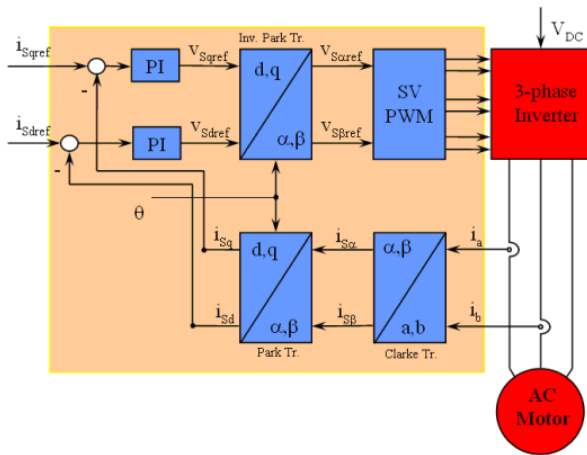 Inv. Park Tr.
V_DC
i_Sqref
PI
V_Sqref
d,q
V_Sαref
SV
PWM
3-phase
Inverter
-
i_Sdref
PI
V_Sdref
α,β
V_Sβref
-
θ
i_Sq
d,q
i_Sα
α,β
i_a
i_Sd
α,β
i_Sβ
a,b
i_b
Park Tr.
Clarke Tr.
AC
Motor